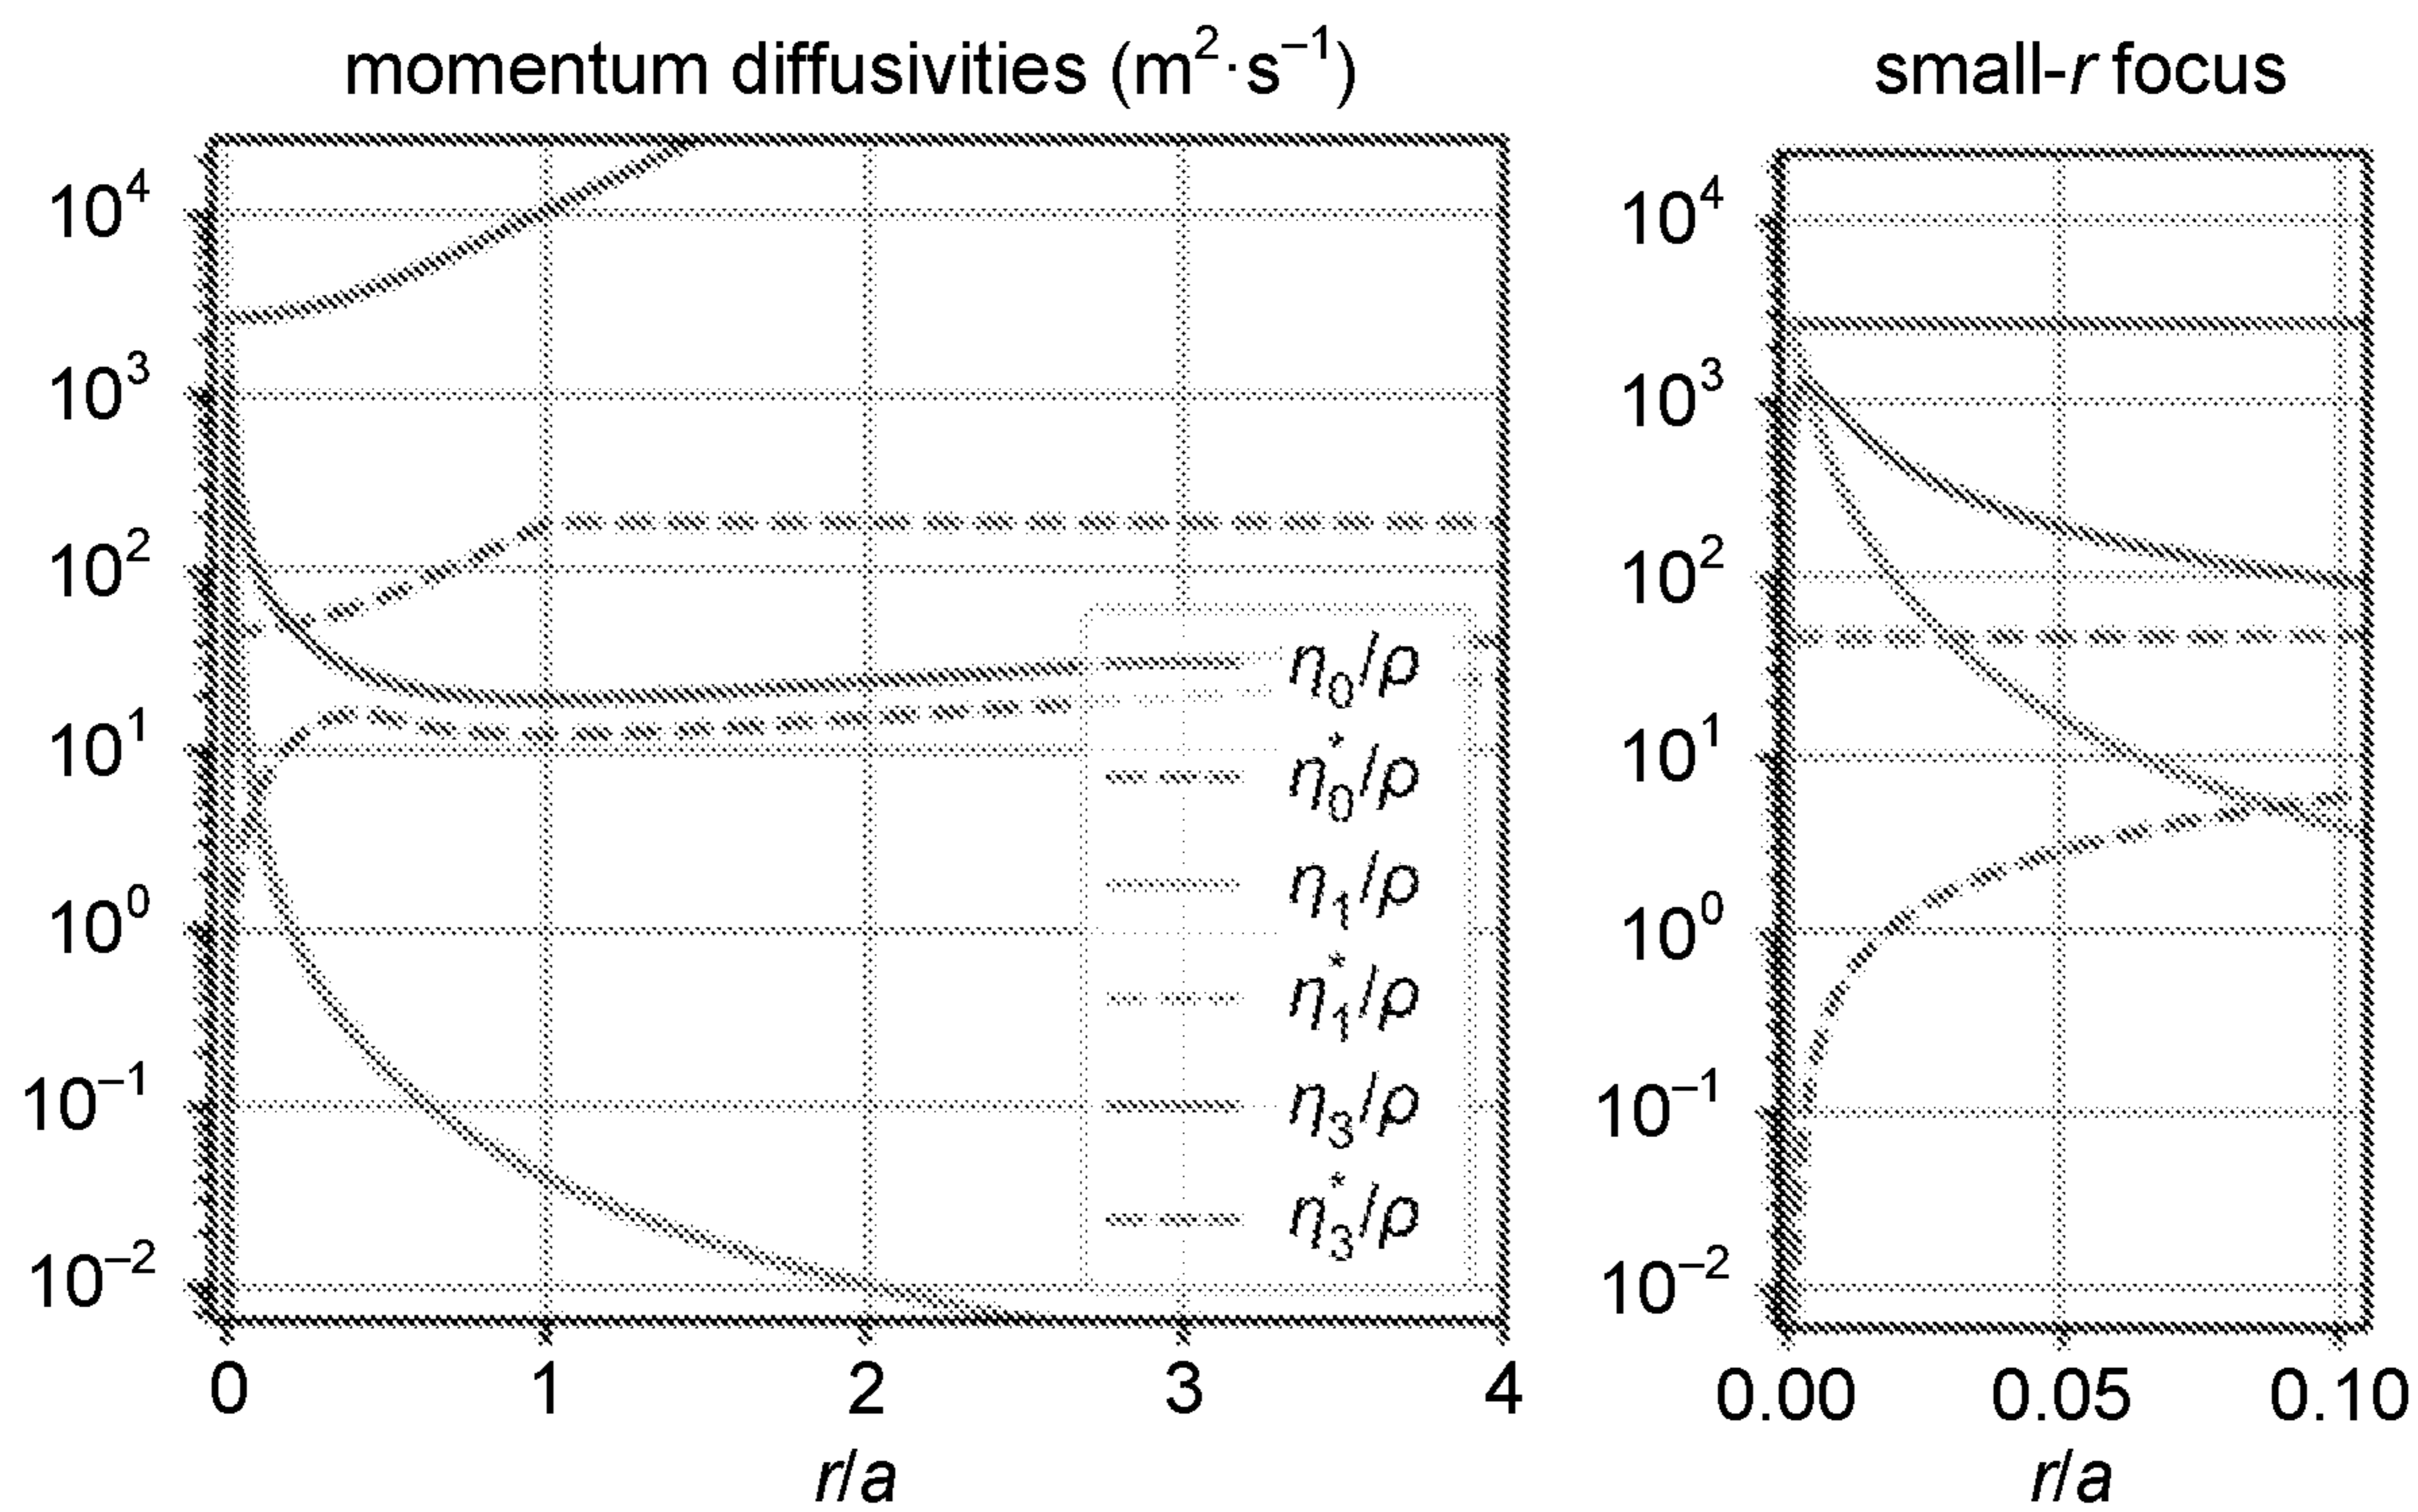 momentum diffusivities (m²·s⁻¹)
10⁴
10³
10²
10¹
10⁰
10⁻¹
10⁻²
0 1 2 3 4
r/a
η₀/ρ
η₀*/ρ
η₁/ρ
η₁*/ρ
η₃/ρ
η₃*/ρ
small-r focus
10⁴
10³
10²
10¹
10⁰
10⁻¹
10⁻²
0.00 0.05 0.10
r/a